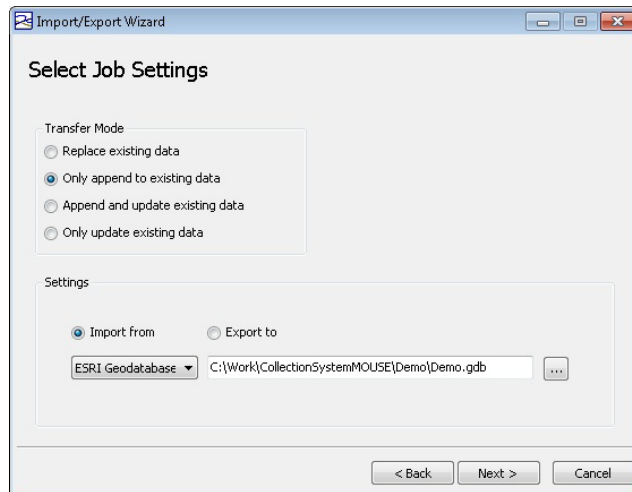 Import/Export Wizard
Select Job Settings
Transfer Mode
Replace existing data
Only append to existing data
Append and update existing data
Only update existing data
Settings
Import from Export to
ESRI Geodatabase C:\Work\CollectionSystemMOUSE\Demo\Demo.gdb ...
< Back Next > Cancel